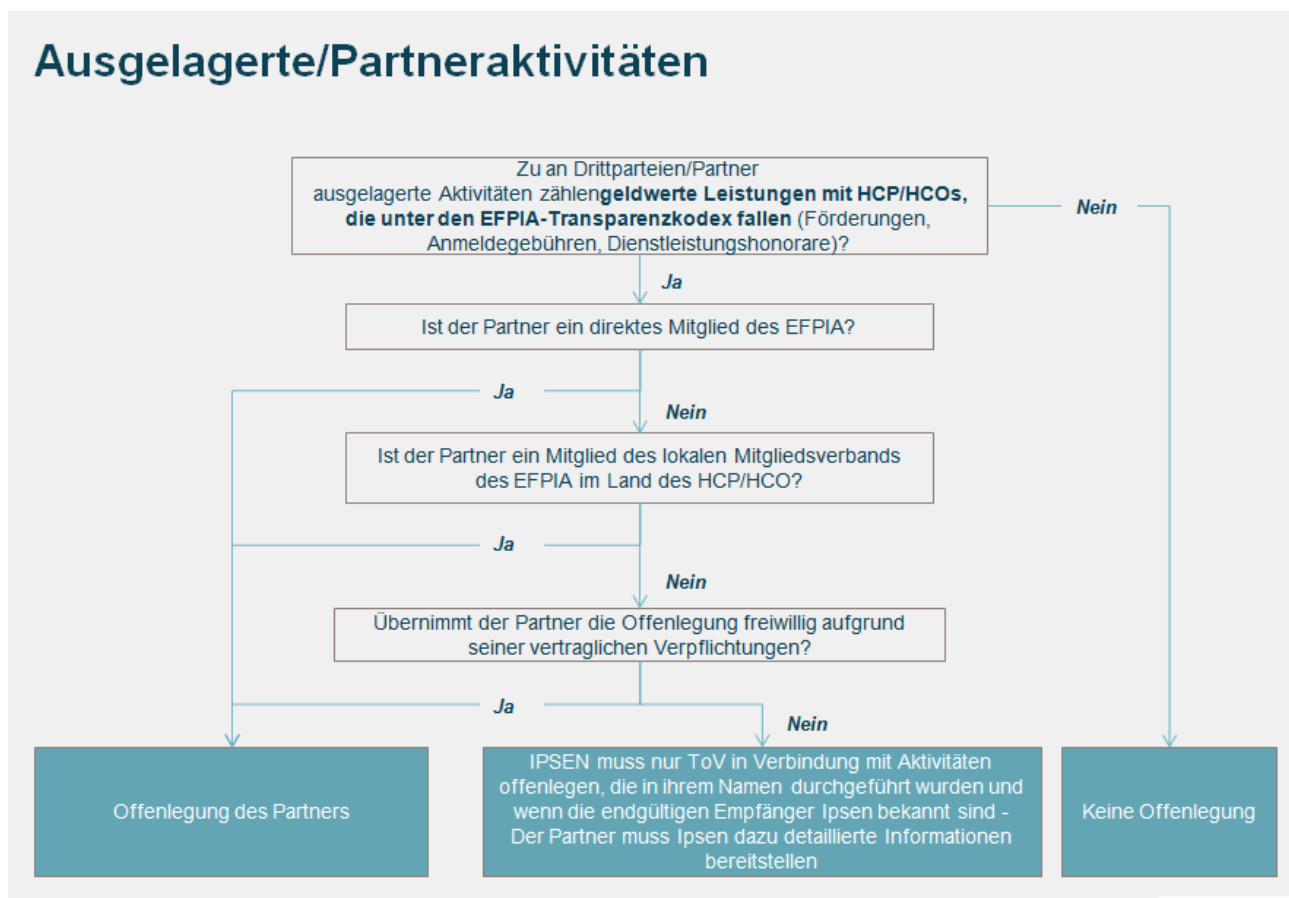 Ausgelagerte/Partneraktivitäten
Zu an Drittparteien/Partner
ausgelagerte Aktivitäten zählengeldwerte Leistungen mit HCP/HCOs,
die unter den EFPIA-Transparenzkodex fallen (Förderungen,
Anmeldegebühren, Dienstleistungshonorare)?
Nein
Ja
Ist der Partner ein direktes Mitglied des EFPIA?
Ja
Nein
Ist der Partner ein Mitglied des lokalen Mitgliedsverbands
des EFPIA im Land des HCP/HCO?
Ja
Nein
Übernimmt der Partner die Offenlegung freiwillig aufgrund
seiner vertraglichen Verpflichtungen?
Ja
Nein
Offenlegung des Partners
IPSEN muss nur ToV in Verbindung mit Aktivitäten
offenlegen, die in ihrem Namen durchgeführt wurden und
wenn die endgültigen Empfänger Ipsen bekannt sind -
Der Partner muss Ipsen dazu detaillierte Informationen
bereitstellen
Keine Offenlegung